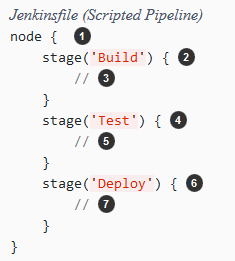 Jenkinsfile (Scripted Pipeline)
node { 1
    stage('Build') { 2
        // 3
    }
    stage('Test') { 4
        // 5
    }
    stage('Deploy') { 6
        // 7
    }
}